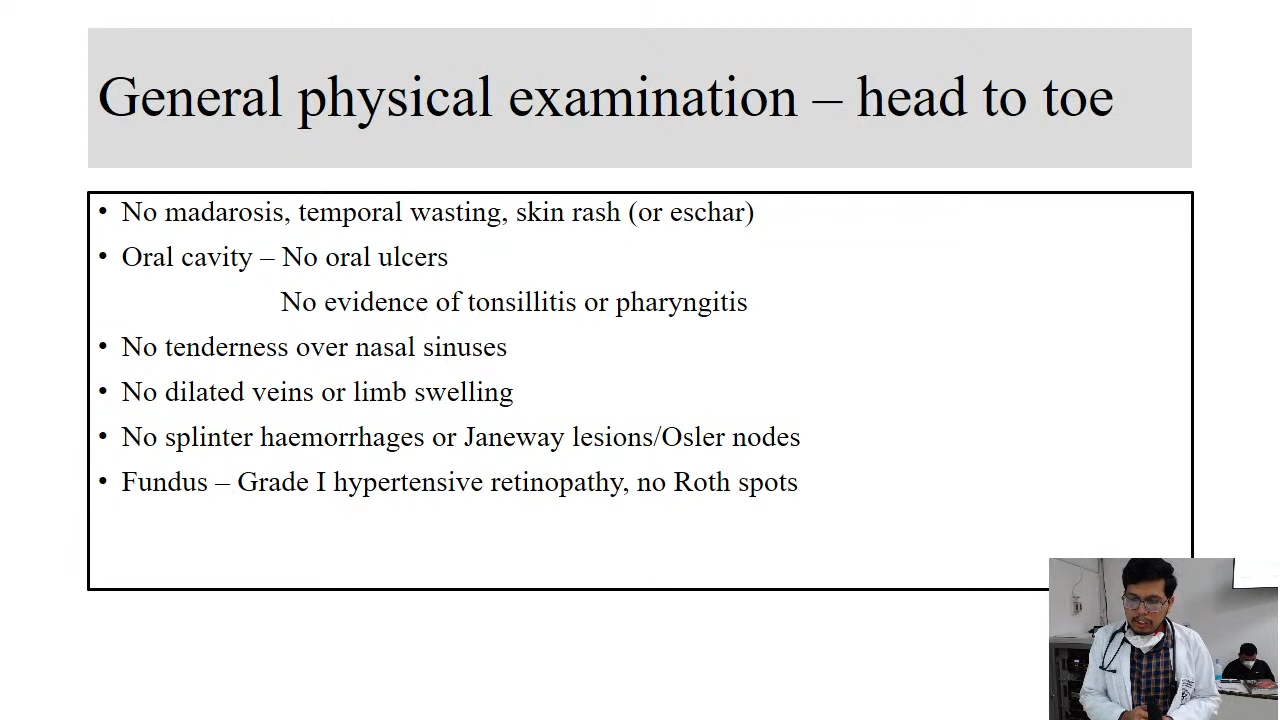 General physical examination – head to toe
• No madarosis, temporal wasting, skin rash (or eschar)
• Oral cavity – No oral ulcers
No evidence of tonsillitis or pharyngitis
• No tenderness over nasal sinuses
• No dilated veins or limb swelling
• No splinter haemorrhages or Janeway lesions/Osler nodes
• Fundus – Grade I hypertensive retinopathy, no Roth spots